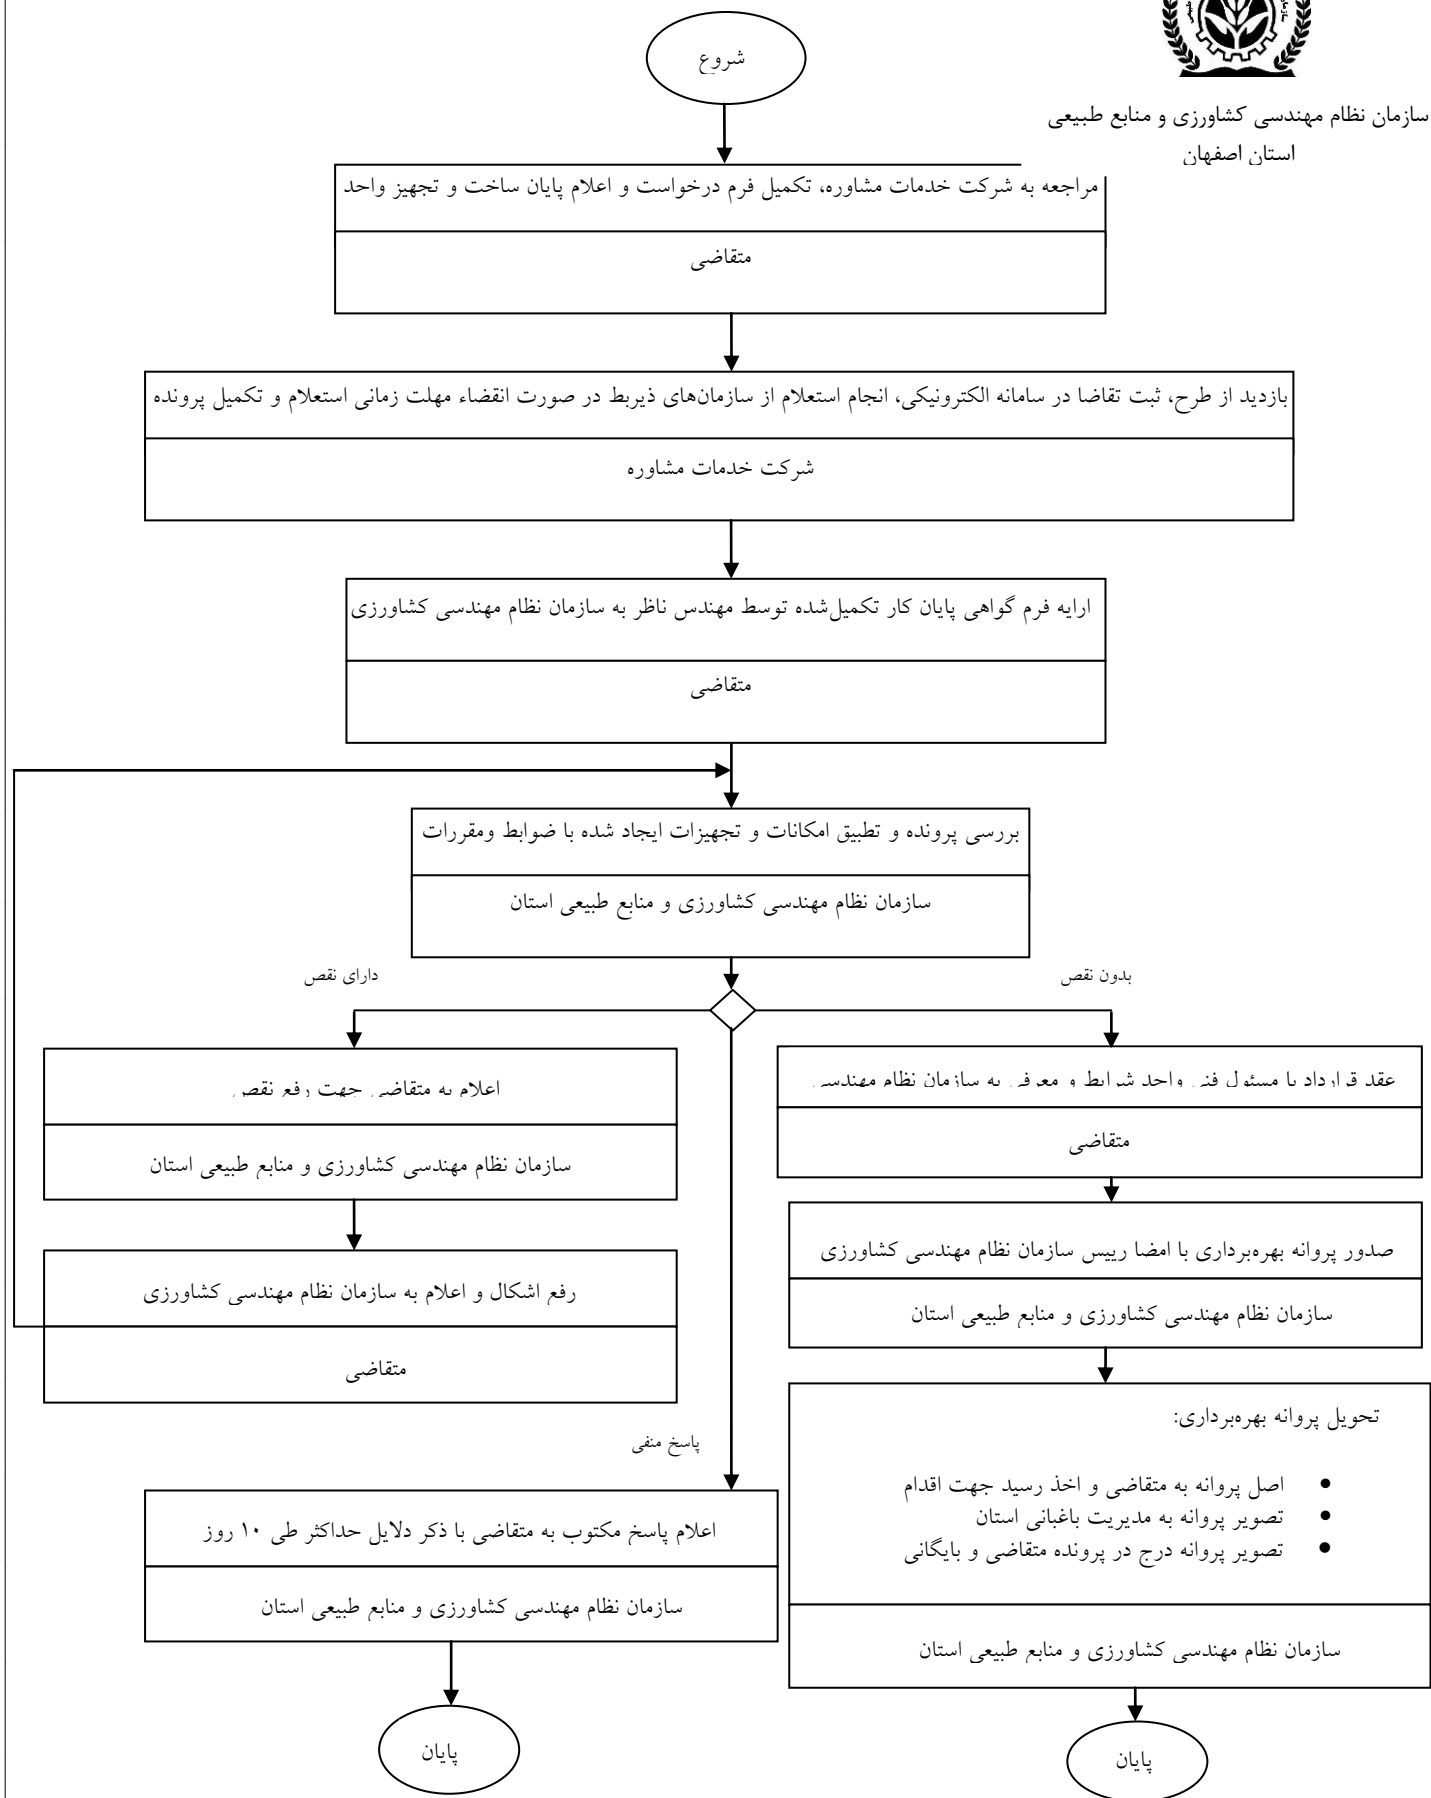 شروع
سازمان نظام مهندسی کشاورزی و منابع طبیعی
استان اصفهان
مراجعه به شرکت خدمات مشاوره، تکمیل فرم درخواست و اعلام پایان ساخت و تجهیز واحد
متقاضی
بازدید از طرح، ثبت تقاضا در سامانه الکترونیکی، انجام استعلام از سازمان‌های ذیربط در صورت انقضاء مهلت زمانی استعلام و تکمیل پرونده
شرکت خدمات مشاوره
ارایه فرم گواهی پایان کار تکمیل‌شده توسط مهندس ناظر به سازمان نظام مهندسی کشاورزی
متقاضی
بررسی پرونده و تطبیق امکانات و تجهیزات ایجاد شده با ضوابط ومقررات
سازمان نظام مهندسی کشاورزی و منابع طبیعی استان
بدون نقص
دارای نقص
عقد قرارداد با مسئول فنی واجد شرایط و معرفی به سازمان نظام مهندسی
متقاضی
صدور پروانه بهره‌برداری با امضا رییس سازمان نظام مهندسی کشاورزی
سازمان نظام مهندسی کشاورزی و منابع طبیعی استان
تحویل پروانه بهره‌برداری:
• اصل پروانه به متقاضی و اخذ رسید جهت اقدام
• تصویر پروانه به مدیریت باغبانی استان
• تصویر پروانه درج در پرونده متقاضی و بایگانی
سازمان نظام مهندسی کشاورزی و منابع طبیعی استان
پایان
اعلام به متقاضی جهت رفع نقص
سازمان نظام مهندسی کشاورزی و منابع طبیعی استان
رفع اشکال و اعلام به سازمان نظام مهندسی کشاورزی
متقاضی
پاسخ منفی
اعلام پاسخ مکتوب به متقاضی با ذکر دلایل حداکثر طی ۱۰ روز
سازمان نظام مهندسی کشاورزی و منابع طبیعی استان
پایان